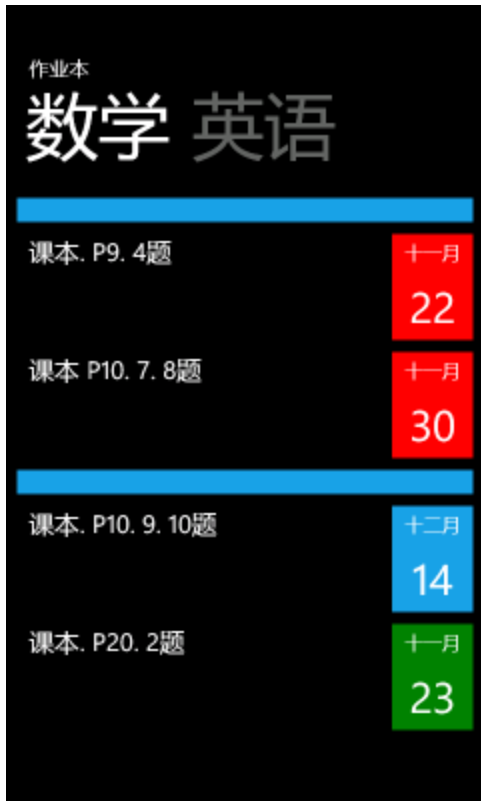 作业本
数学 英语
课本. P9. 4题
十一月
22
课本 P10. 7. 8题
十一月
30
课本. P10. 9. 10题
十二月
14
课本. P20. 2题
十一月
23